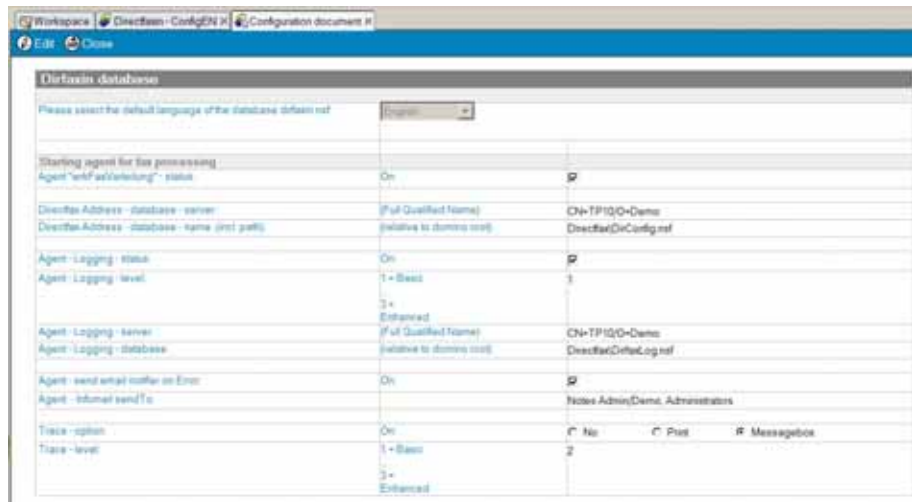 Workspace Directfaxin - ConfigEN Configuration document
Edit Close
Dirfaxin database
Please select the default language of the database dirfaxin.nsf English
Starting agent for fax processing
Agent "wrkFaxVerteilung" - status On
Directfax Address - database - server (Full Qualified Name) CN=TP10/O=Demo
Directfax Address - database - name (incl. path) (relative to domino root) Directfax\DirConfig.nsf
Agent - Logging - status On
Agent - Logging - level 1 = Basic 1
3 =
Enhanced
Agent - Logging - server (Full Qualified Name) CN=TP10/O=Demo
Agent - Logging - database (relative to domino root) Directfax\DirfaxLog.nsf
Agent - send email notifier on Error On
Agent - Infomail sendTo Notes Admin/Demo, Administrators
Trace - option On No Print Messagebox
Trace - level 1 = Basic 2
3 =
Enhanced